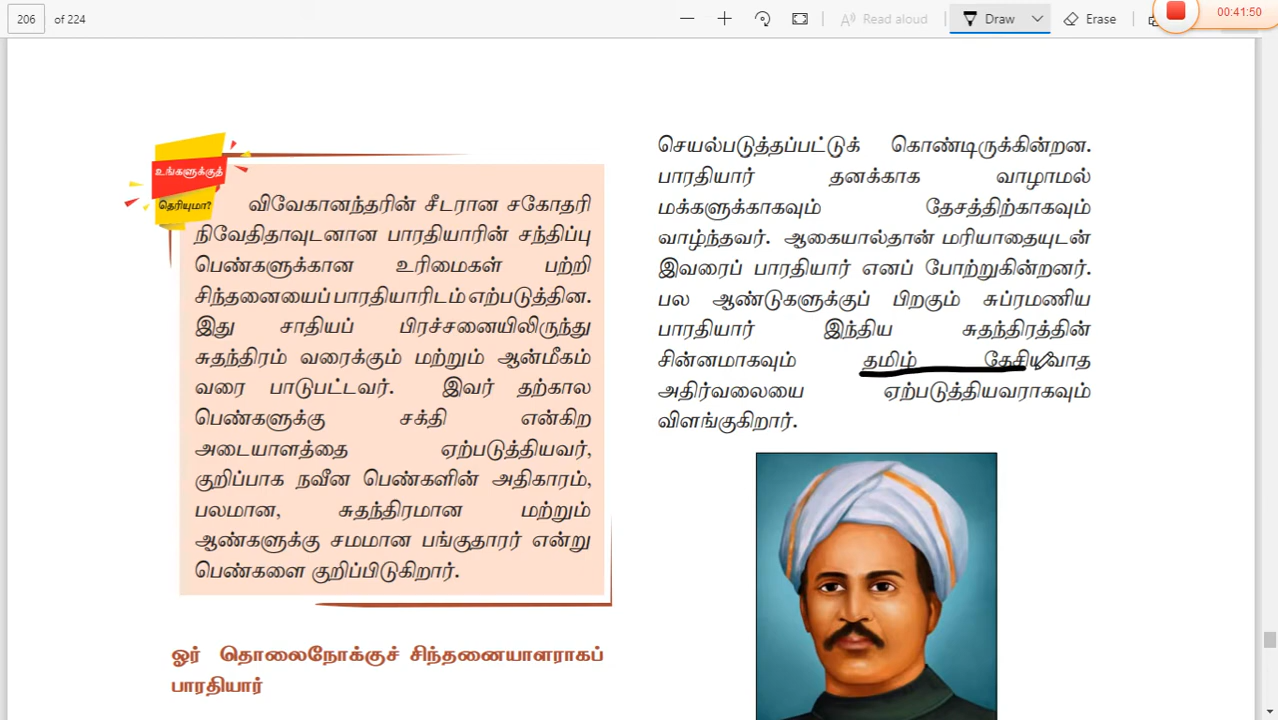 206 of 224
Read aloud
Draw
Erase
00:41:50
உங்களுக்குத்
தெரியுமா?
விவேகானந்தரின் சீடரான சகோதரி
நிவேதிதாவுடனான பாரதியாரின் சந்திப்பு
பெண்களுக்கான உரிமைகள் பற்றி
சிந்தனையைப் பாரதியாரிடம் ஏற்படுத்தின.
இது சாதியப் பிரச்சனையிலிருந்து
சுதந்திரம் வரைக்கும் மற்றும் ஆன்மீகம்
வரை பாடுபட்டவர். இவர் தற்கால
பெண்களுக்கு சக்தி என்கிற
அடையாளத்தை ஏற்படுத்தியவர்,
குறிப்பாக நவீன பெண்களின் அதிகாரம்,
பலமான, சுதந்திரமான மற்றும்
ஆண்களுக்கு சமமான பங்குதாரர் என்று
பெண்களை குறிப்பிடுகிறார்.
ஓர் தொலைநோக்குச் சிந்தனையாளராகப்
பாரதியார்
செயல்படுத்தப்பட்டுக் கொண்டிருக்கின்றன.
பாரதியார் தனக்காக வாழாமல்
மக்களுக்காகவும் தேசத்திற்காகவும்
வாழ்ந்தவர். ஆகையால்தான் மரியாதையுடன்
இவரைப் பாரதியார் எனப் போற்றுகின்றனர்.
பல ஆண்டுகளுக்குப் பிறகும் சுப்ரமணிய
பாரதியார் இந்திய சுதந்திரத்தின்
சின்னமாகவும் தமிழ் தேசியவாத
அதிர்வலையை ஏற்படுத்தியவராகவும்
விளங்குகிறார்.